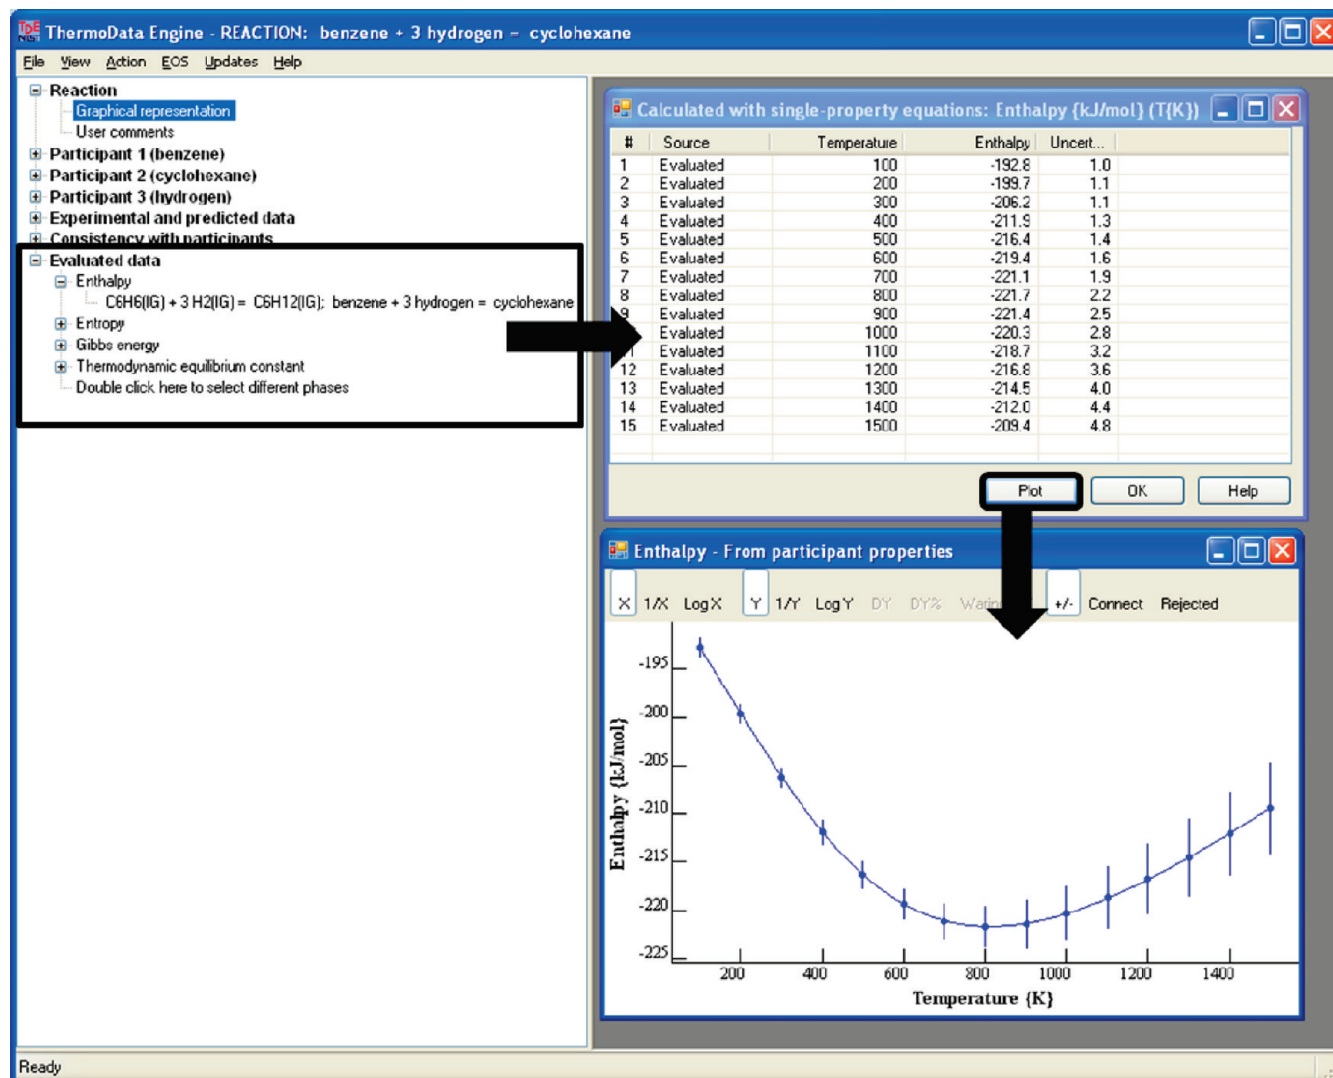 TDE
NIST
ThermoData Engine - REACTION: benzene + 3 hydrogen = cyclohexane
File View Action EOS Updates Help
Reaction
Graphical representation
User comments
Participant 1 (benzene)
Participant 2 (cyclohexane)
Participant 3 (hydrogen)
Experimental and predicted data
Consistency with participants
Evaluated data
Enthalpy
C6H6(IG) + 3 H2(IG) = C6H12(IG); benzene + 3 hydrogen = cyclohexane
Entropy
Gibbs energy
Thermodynamic equilibrium constant
Double click here to select different phases
Calculated with single-property equations: Enthalpy {kJ/mol} (T{K})
# Source Temperature Enthalpy Uncert...
1 Evaluated 100 -192.8 1.0
2 Evaluated 200 -199.7 1.1
3 Evaluated 300 -206.2 1.1
4 Evaluated 400 -211.9 1.3
5 Evaluated 500 -216.4 1.4
6 Evaluated 600 -219.4 1.6
7 Evaluated 700 -221.1 1.9
8 Evaluated 800 -221.7 2.2
9 Evaluated 900 -221.4 2.5
Evaluated 1000 -220.3 2.8
11 Evaluated 1100 -218.7 3.2
12 Evaluated 1200 -216.8 3.6
13 Evaluated 1300 -214.5 4.0
14 Evaluated 1400 -212.0 4.4
15 Evaluated 1500 -209.4 4.8
Plot OK Help
Enthalpy - From participant properties
X 1/X LogX Y 1/Y LogY DY DY% +/- Connect Rejected
Enthalpy {kJ/mol}
-195
-200
-205
-210
-215
-220
-225
200 400 600 800 1000 1200 1400
Temperature {K}
Ready